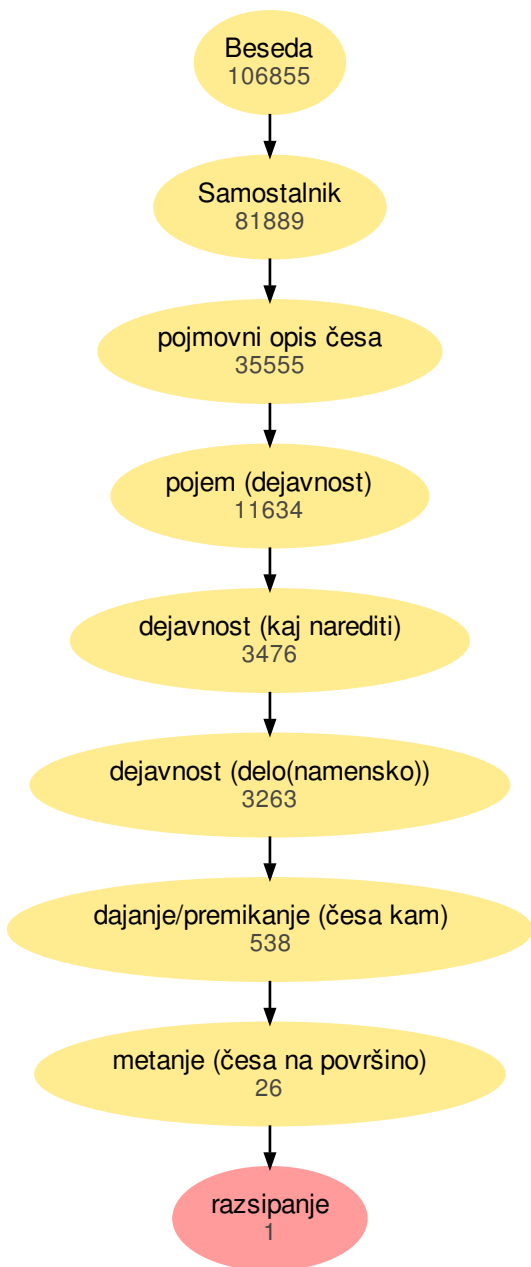 Beseda
106855
Samostalnik
81889
pojmovni opis česa
35555
pojem (dejavnost)
11634
dejavnost (kaj narediti)
3476
dejavnost (delo(namensko))
3263
dajanje/premikanje (česa kam)
538
metanje (česa na površino)
26
razsipanje
1